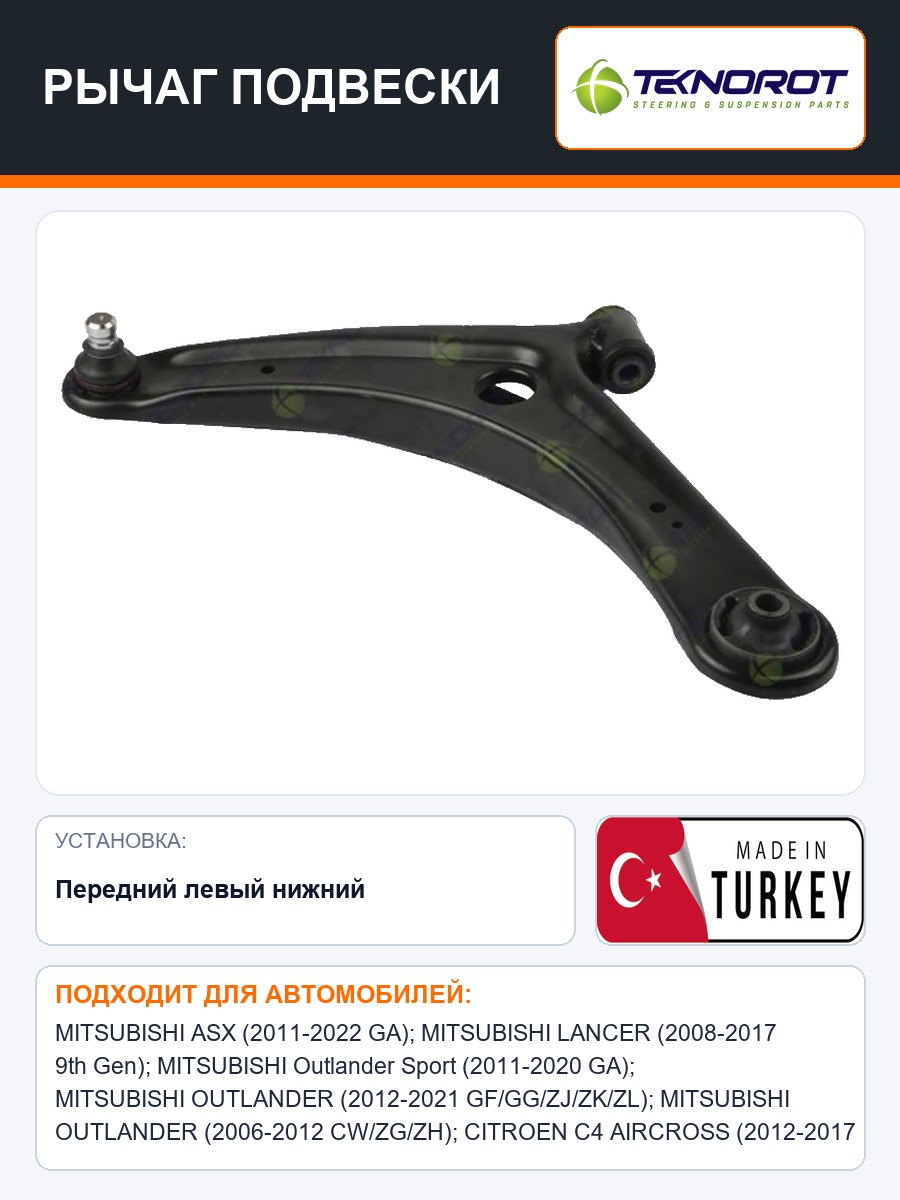 РЫЧАГ ПОДВЕСКИ
TEKNOROT
STEERING & SUSPENSION PARTS
УСТАНОВКА:
Передний левый нижний
MADE IN
TURKEY
ПОДХОДИТ ДЛЯ АВТОМОБИЛЕЙ:
MITSUBISHI ASX (2011-2022 GA); MITSUBISHI LANCER (2008-2017
9th Gen); MITSUBISHI Outlander Sport (2011-2020 GA);
MITSUBISHI OUTLANDER (2012-2021 GF/GG/ZJ/ZK/ZL); MITSUBISHI
OUTLANDER (2006-2012 CW/ZG/ZH); CITROEN C4 AIRCROSS (2012-2017